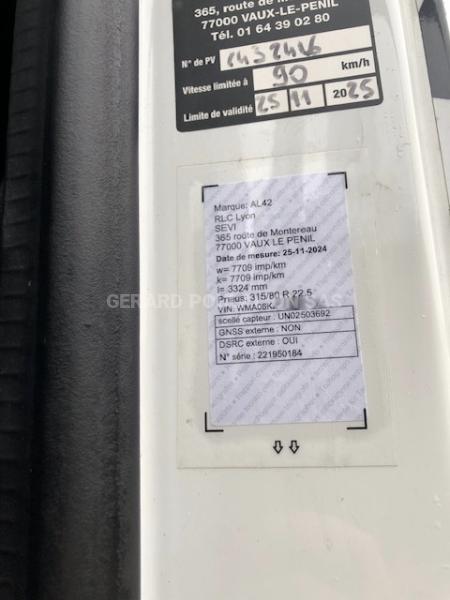 365, route de
77000 VAUX-LE-PENIL
Tél. 01 64 39 02 80
N° de PV
Vitesse limitée à 90 km/h
Limite de validité 25 11 2025
Marque: AL42
RLC Lyon
SEVI
365 route de Montereau
77000 VAUX LE PENIL
Date de mesure: 25-11-2024
w= 7709 imp/km
k= 7709 imp/km
l= 3324 mm
Pneus: 315/80 R 22.5
VIN: WMA06K
scellé capteur : UN02503692
GNSS externe : NON
DSRC externe : OUI
N° série : 221950184
GERARD SAS